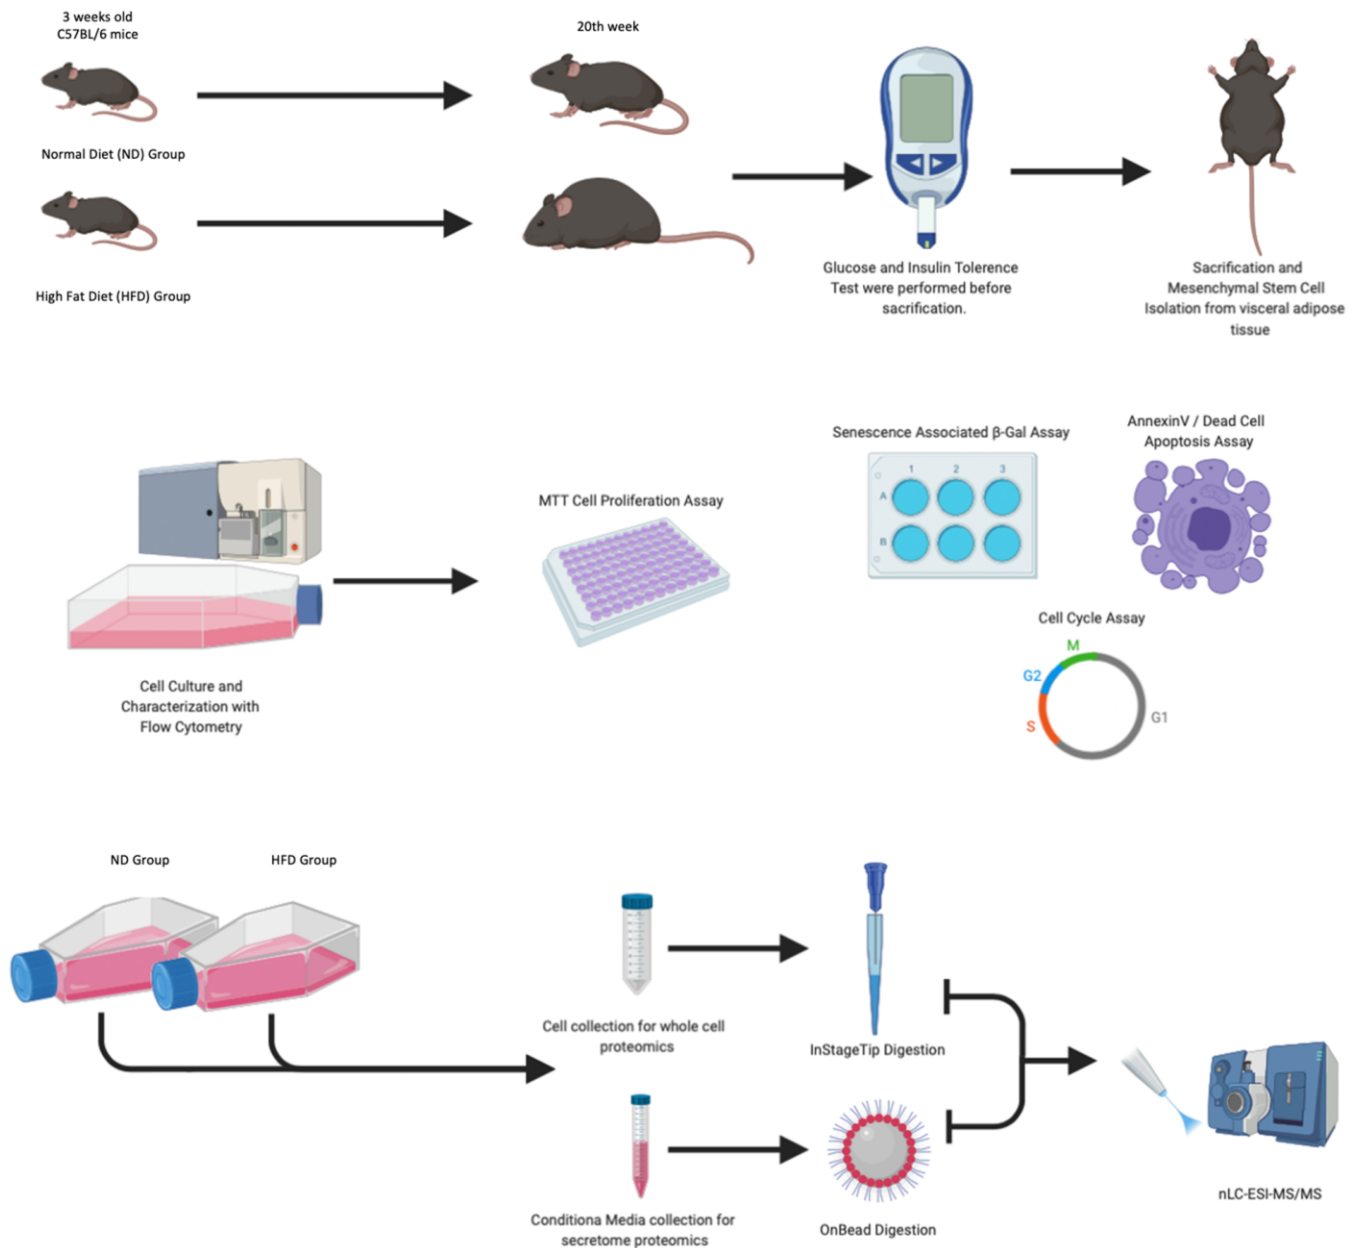 3 weeks old
C57BL/6 mice
20th week
Normal Diet (ND) Group
High Fat Diet (HFD) Group
Glucose and Insulin Tolerence
Test were performed before
sacrification.
Sacrification and
Mesenchymal Stem Cell
Isolation from visceral adipose
tissue
Cell Culture and
Characterization with
Flow Cytometry
MTT Cell Proliferation Assay
Senescence Associated β-Gal Assay
1 2 3
A
B
AnnexinV / Dead Cell
Apoptosis Assay
Cell Cycle Assay
M
G2
S
G1
ND Group
HFD Group
Cell collection for whole cell
proteomics
InStageTip Digestion
Conditiona Media collection for
secretome proteomics
OnBead Digestion
nLC-ESI-MS/MS